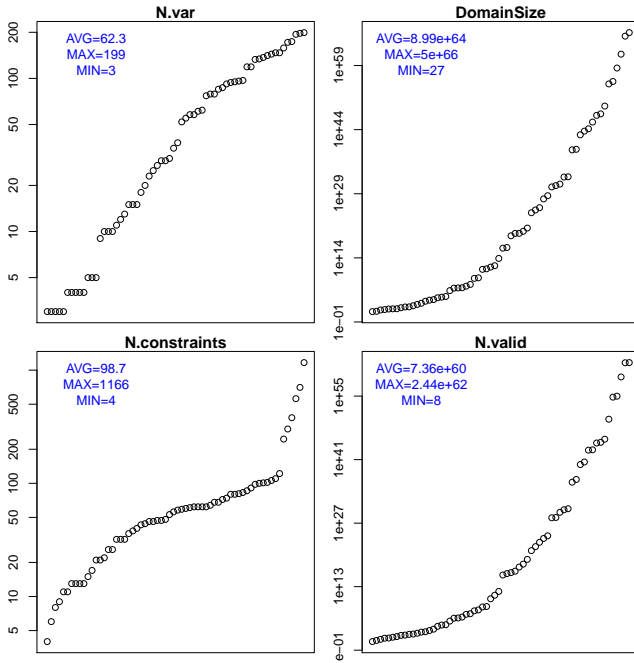 N.var
AVG=62.3
MAX=199
MIN=3
200
100
50
20
10
5
DomainSize
AVG=8.99e+64
MAX=5e+66
MIN=27
1e+59
1e+44
1e+29
1e+14
1e−01
N.constraints
AVG=98.7
MAX=1166
MIN=4
500
200
100
50
20
10
5
N.valid
AVG=7.36e+60
MAX=2.44e+62
MIN=8
1e+55
1e+41
1e+27
1e+13
1e−01